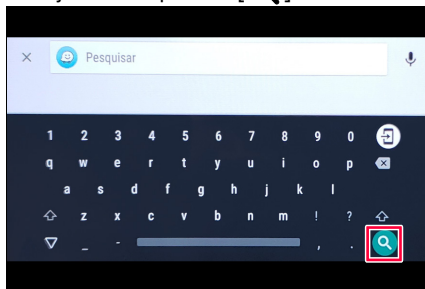 Pesquisar
1 2 3 4 5 6 7 8 9 0
q w e r t y u i o p
a s d f g h j k l
z x c v b n m ! ?
_ - , .